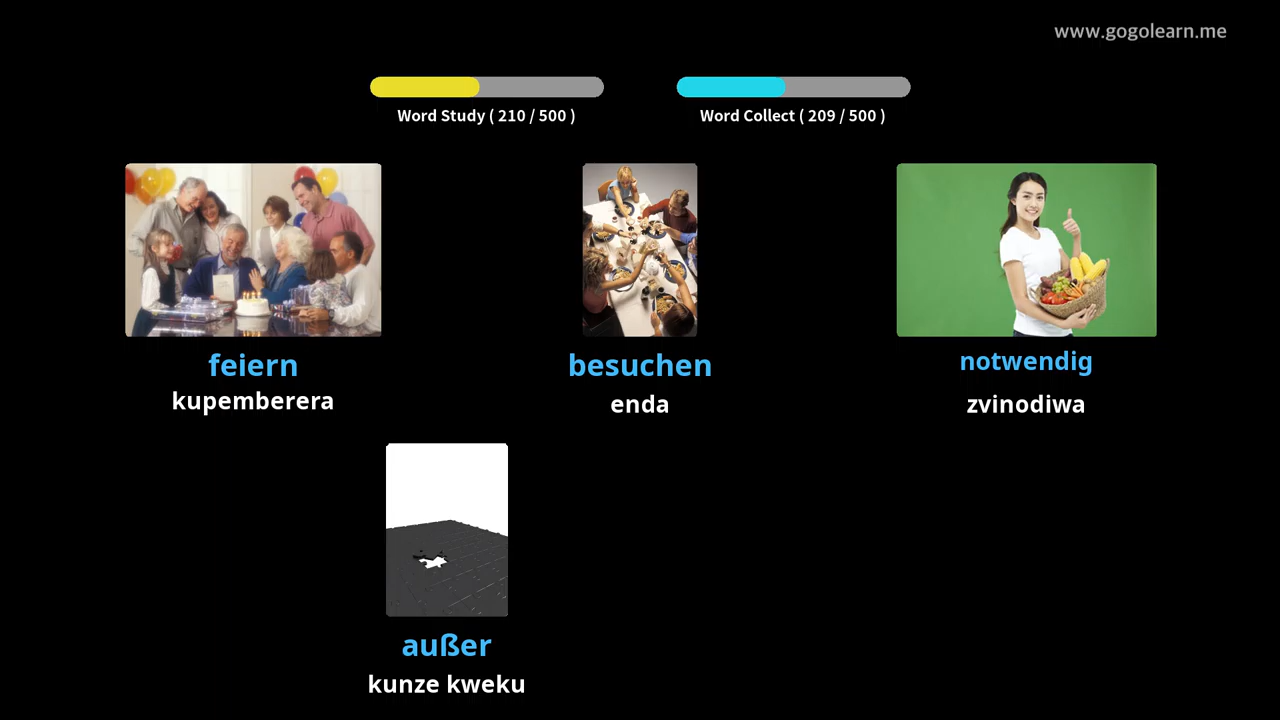 www.gogolearn.me
Word Study ( 210 / 500 )
Word Collect ( 209 / 500 )
feiern
kupemberera
besuchen
enda
notwendig
zvinodiwa
außer
kunze kweku